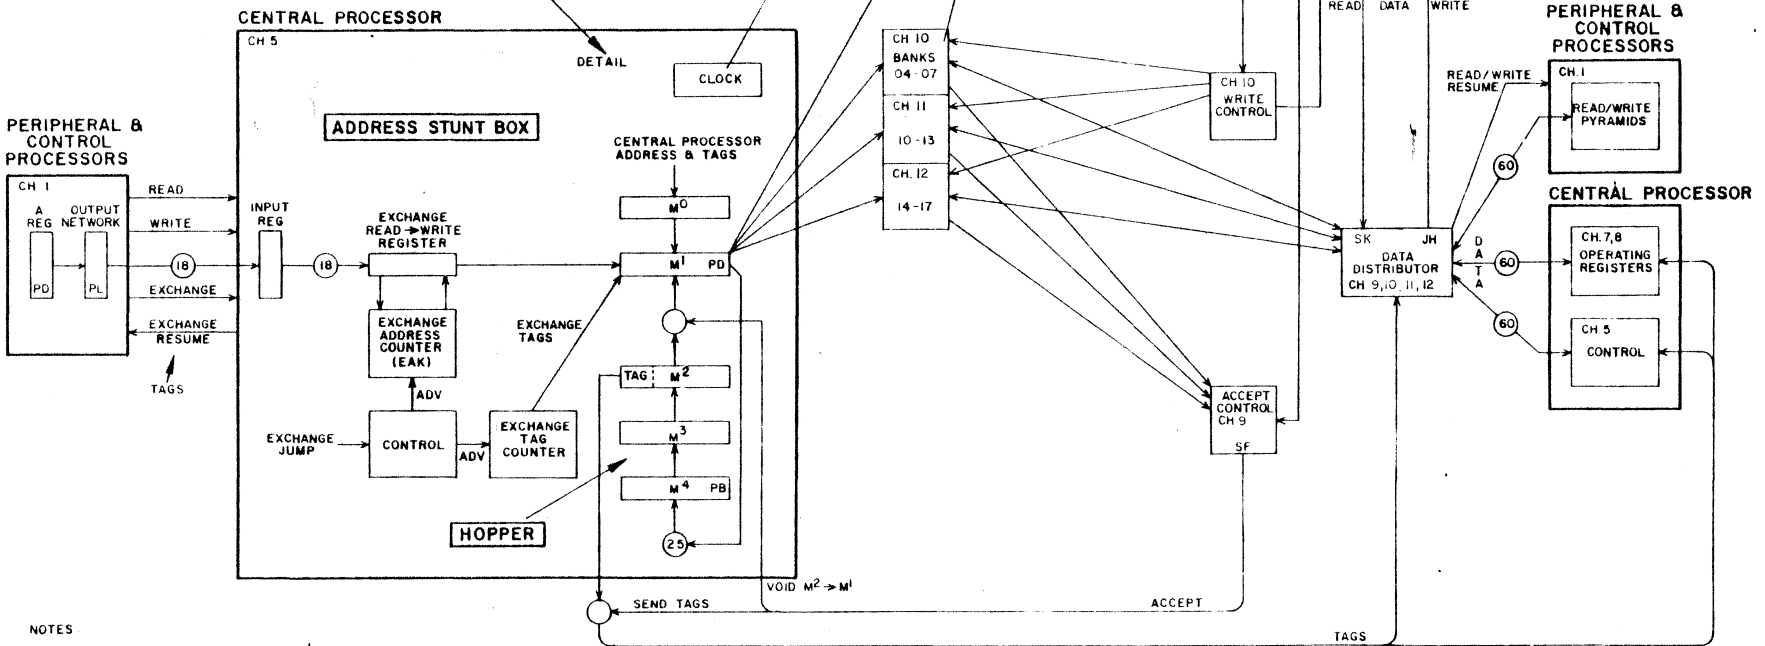 CENTRAL PROCESSOR
CH 5
DETAIL
CLOCK
ADDRESS STUNT BOX
CENTRAL PROCESSOR
ADDRESS & TAGS
M0
M1 PD
TAG M2
M3
M4 PB
25
HOPPER
PERIPHERAL &
CONTROL
PROCESSORS
CH 1
A
REG
OUTPUT
NETWORK
PD
PL
READ
WRITE
18
EXCHANGE
EXCHANGE
RESUME
TAGS
INPUT
REG
18
EXCHANGE
READ→WRITE
REGISTER
EXCHANGE
ADDRESS
COUNTER
(EAK)
ADV
EXCHANGE
JUMP
CONTROL
ADV
EXCHANGE
TAG
COUNTER
EXCHANGE
TAGS
VOID M2→M1
SEND TAGS
ACCEPT
TAGS
NOTES
CH 10
BANKS
04-07
CH 11
10-13
CH. 12
14-17
CH 10
WRITE
CONTROL
ACCEPT
CONTROL
CH 9
SF
READ
DATA
WRITE
SK JH
DATA
DISTRIBUTOR
CH 9,10,11,12
DATA
READ/WRITE
RESUME
60
60
60
PERIPHERAL &
CONTROL
PROCESSORS
CH. 1
READ/WRITE
PYRAMIDS
CENTRAL PROCESSOR
CH. 7,8
OPERATING
REGISTERS
CH. 5
CONTROL